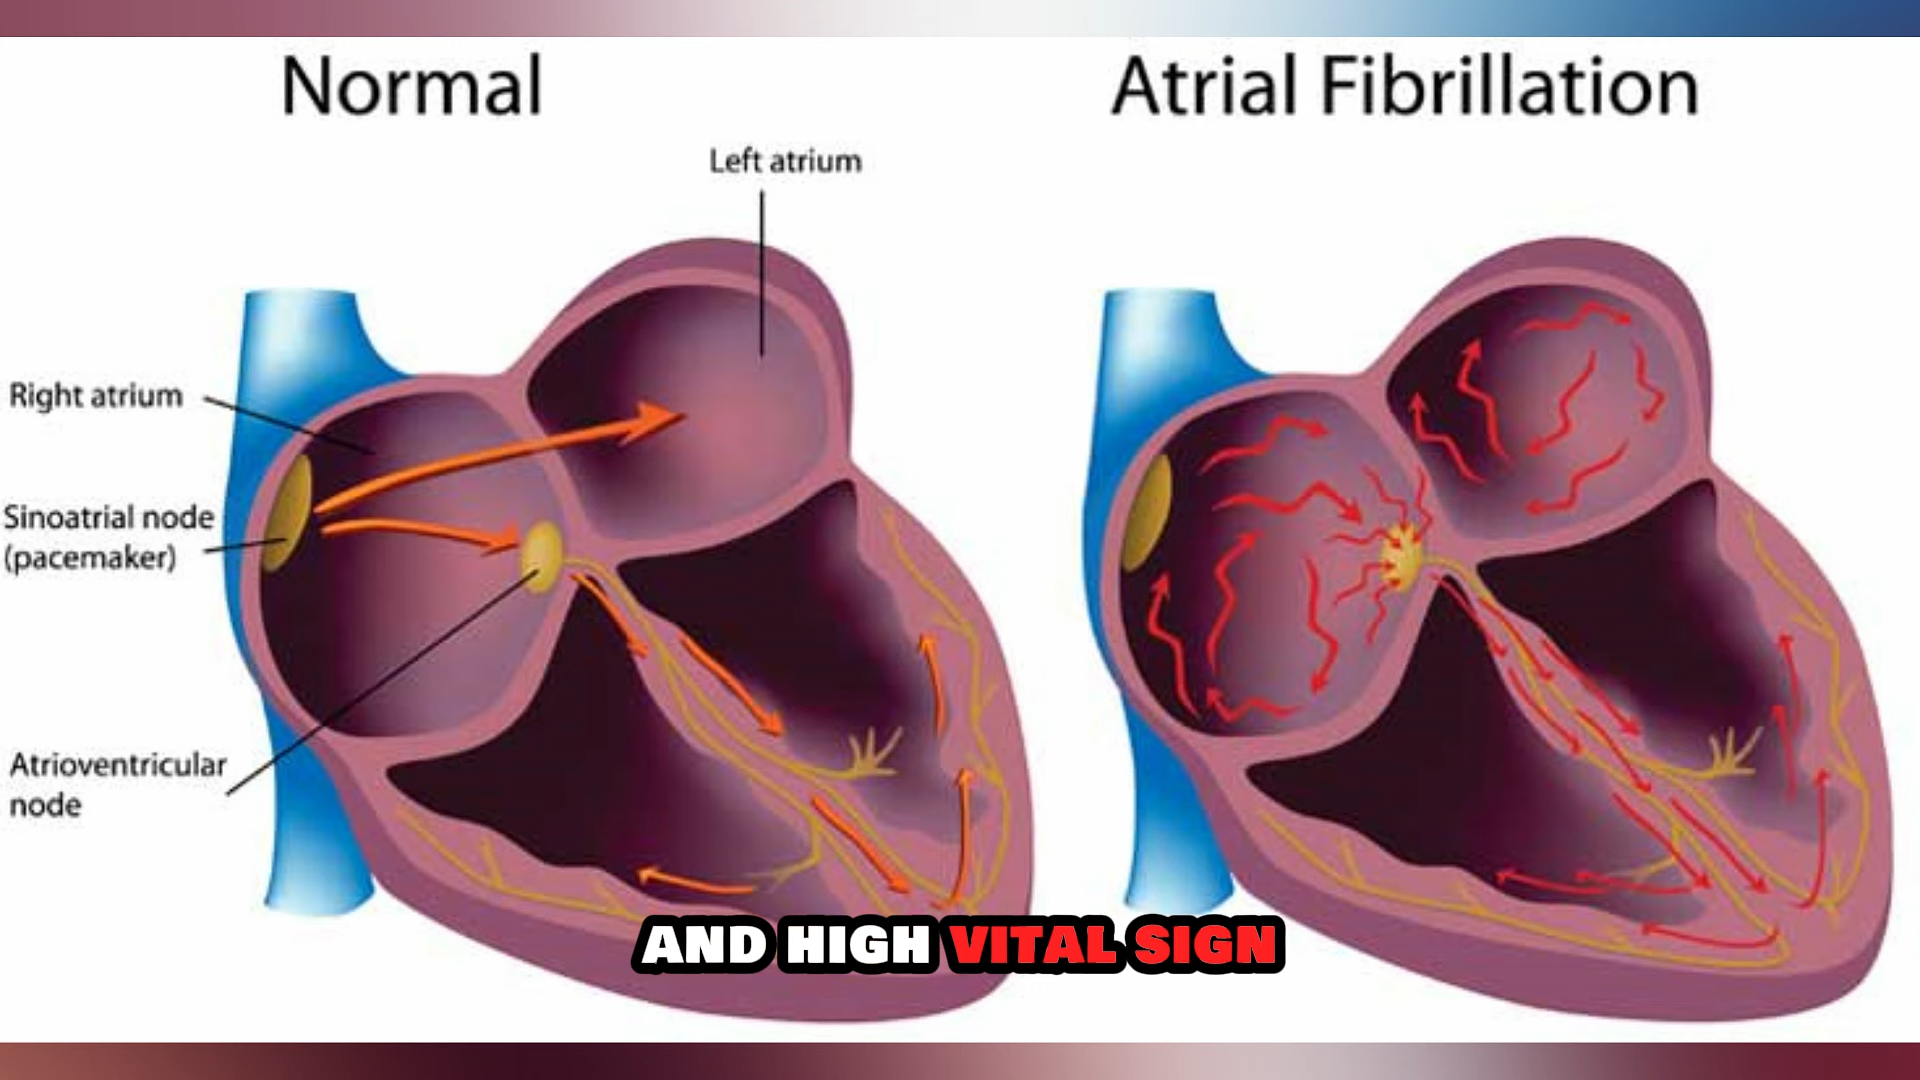 Normal
Atrial Fibrillation
Left atrium
Right atrium
Sinoatrial node
(pacemaker)
Atrioventricular
node
AND HIGH VITAL SIGN